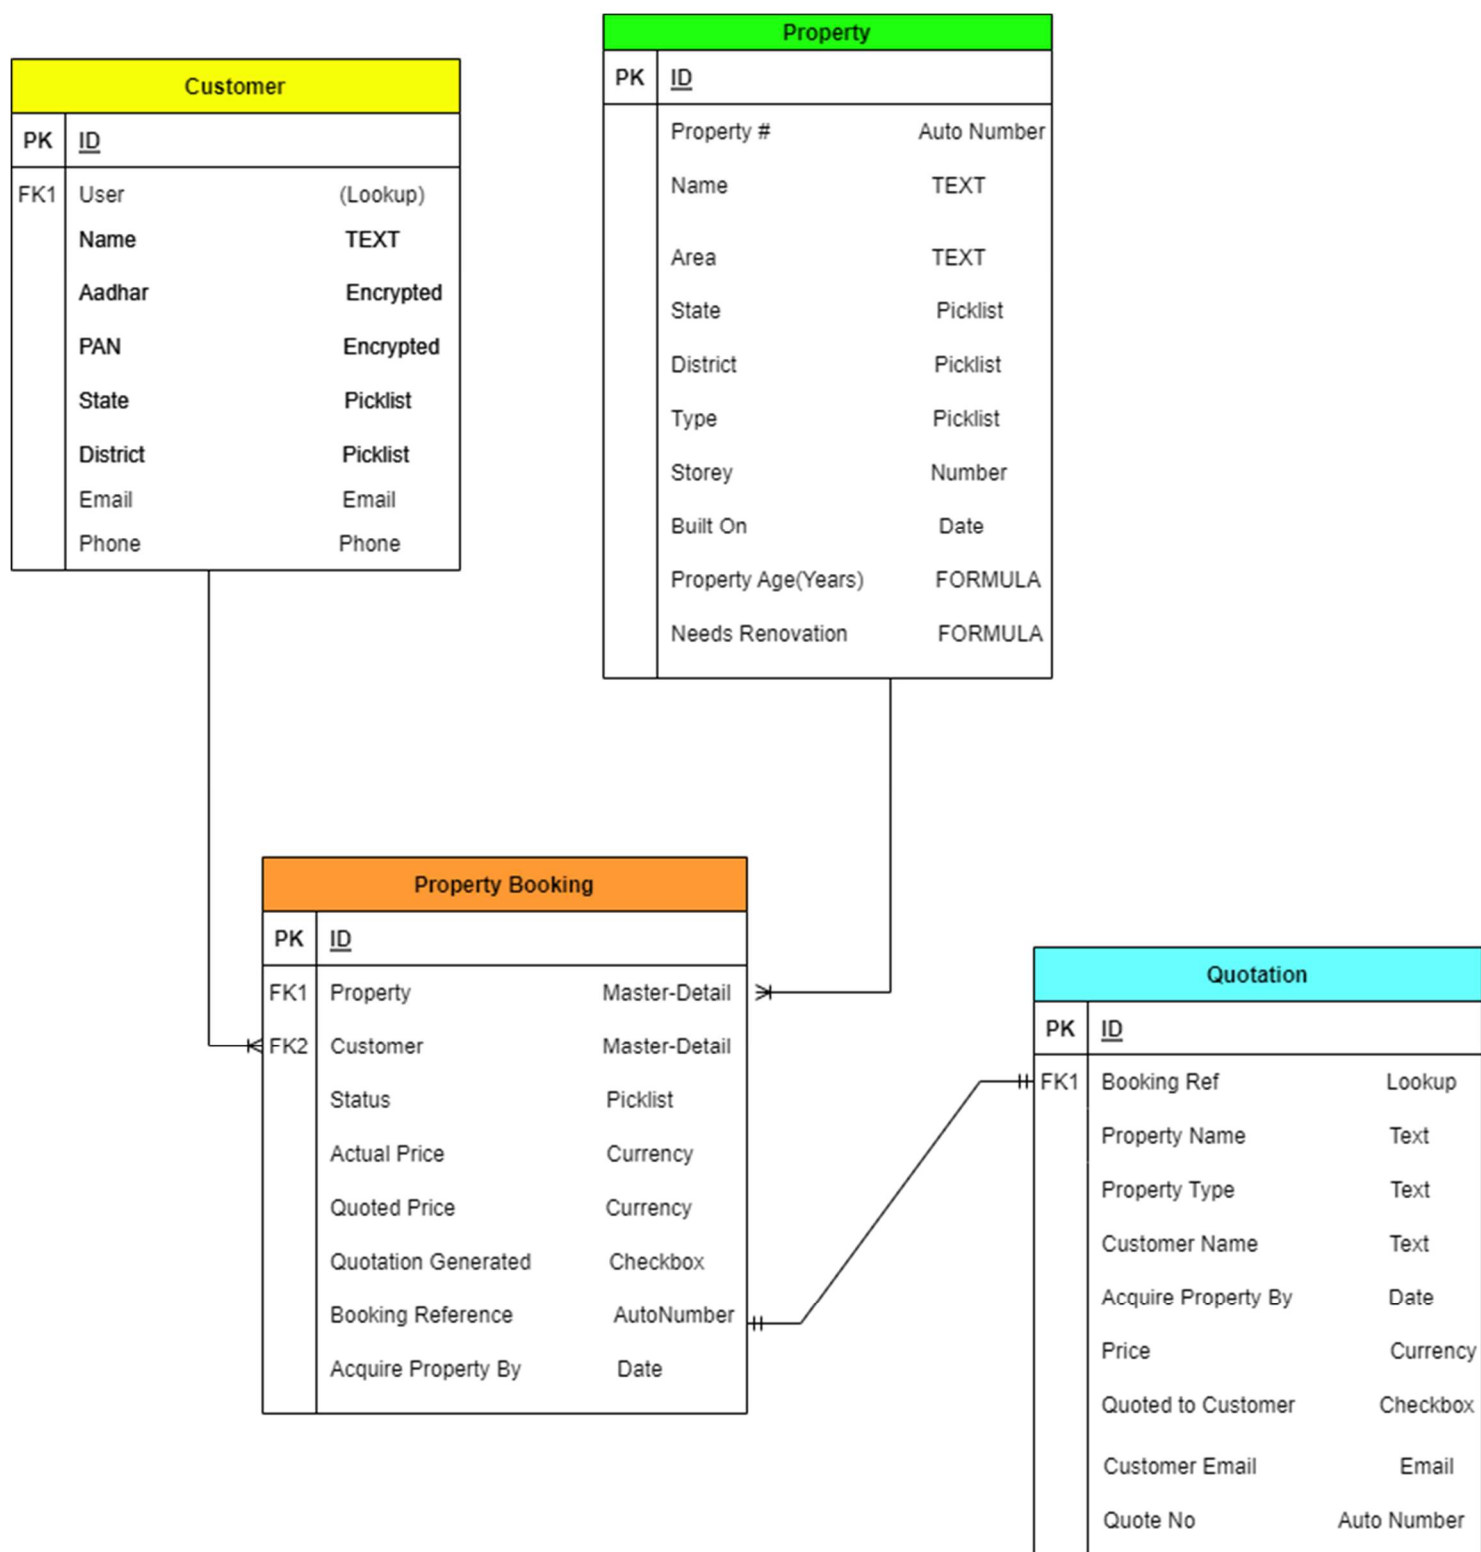 Customer
PK ID
FK1 User (Lookup)
Name TEXT
Aadhar Encrypted
PAN Encrypted
State Picklist
District Picklist
Email Email
Phone Phone
Property
PK ID
Property # Auto Number
Name TEXT
Area TEXT
State Picklist
District Picklist
Type Picklist
Storey Number
Built On Date
Property Age(Years) FORMULA
Needs Renovation FORMULA
Property Booking
PK ID
FK1 Property Master-Detail
FK2 Customer Master-Detail
Status Picklist
Actual Price Currency
Quoted Price Currency
Quotation Generated Checkbox
Booking Reference AutoNumber
Acquire Property By Date
Quotation
PK ID
FK1 Booking Ref Lookup
Property Name Text
Property Type Text
Customer Name Text
Acquire Property By Date
Price Currency
Quoted to Customer Checkbox
Customer Email Email
Quote No Auto Number